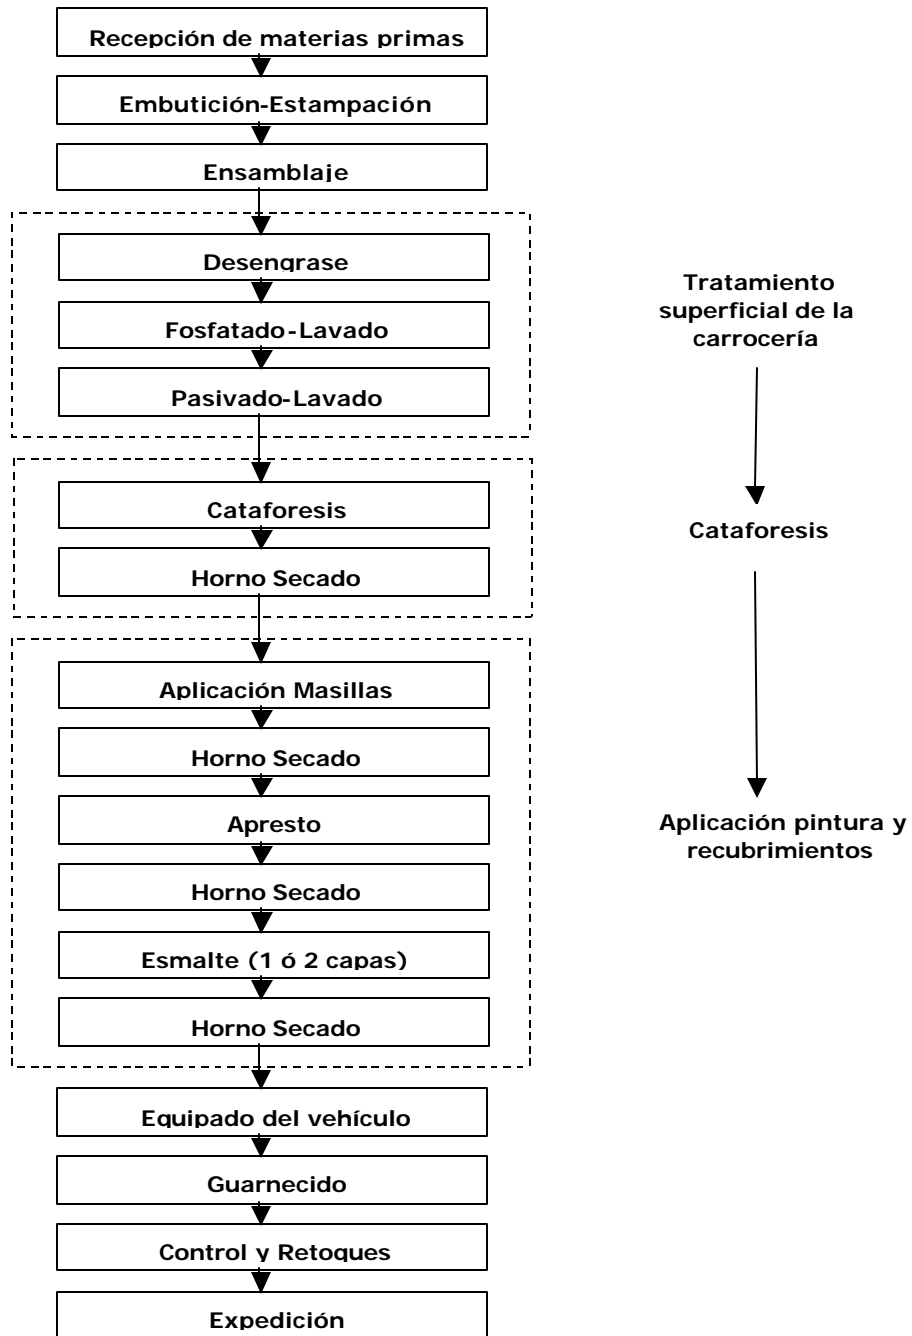 Recepción de materias primas
Embutición-Estampación
Ensamblaje
Desengrase
Fosfatado-Lavado
Pasivado-Lavado
Cataforesis
Horno Secado
Aplicación Masillas
Horno Secado
Apresto
Horno Secado
Esmalte (1 ó 2 capas)
Horno Secado
Equipado del vehículo
Guarnecido
Control y Retoques
Expedición
Tratamiento
superficial de la
carrocería
Cataforesis
Aplicación pintura y
recubrimientos